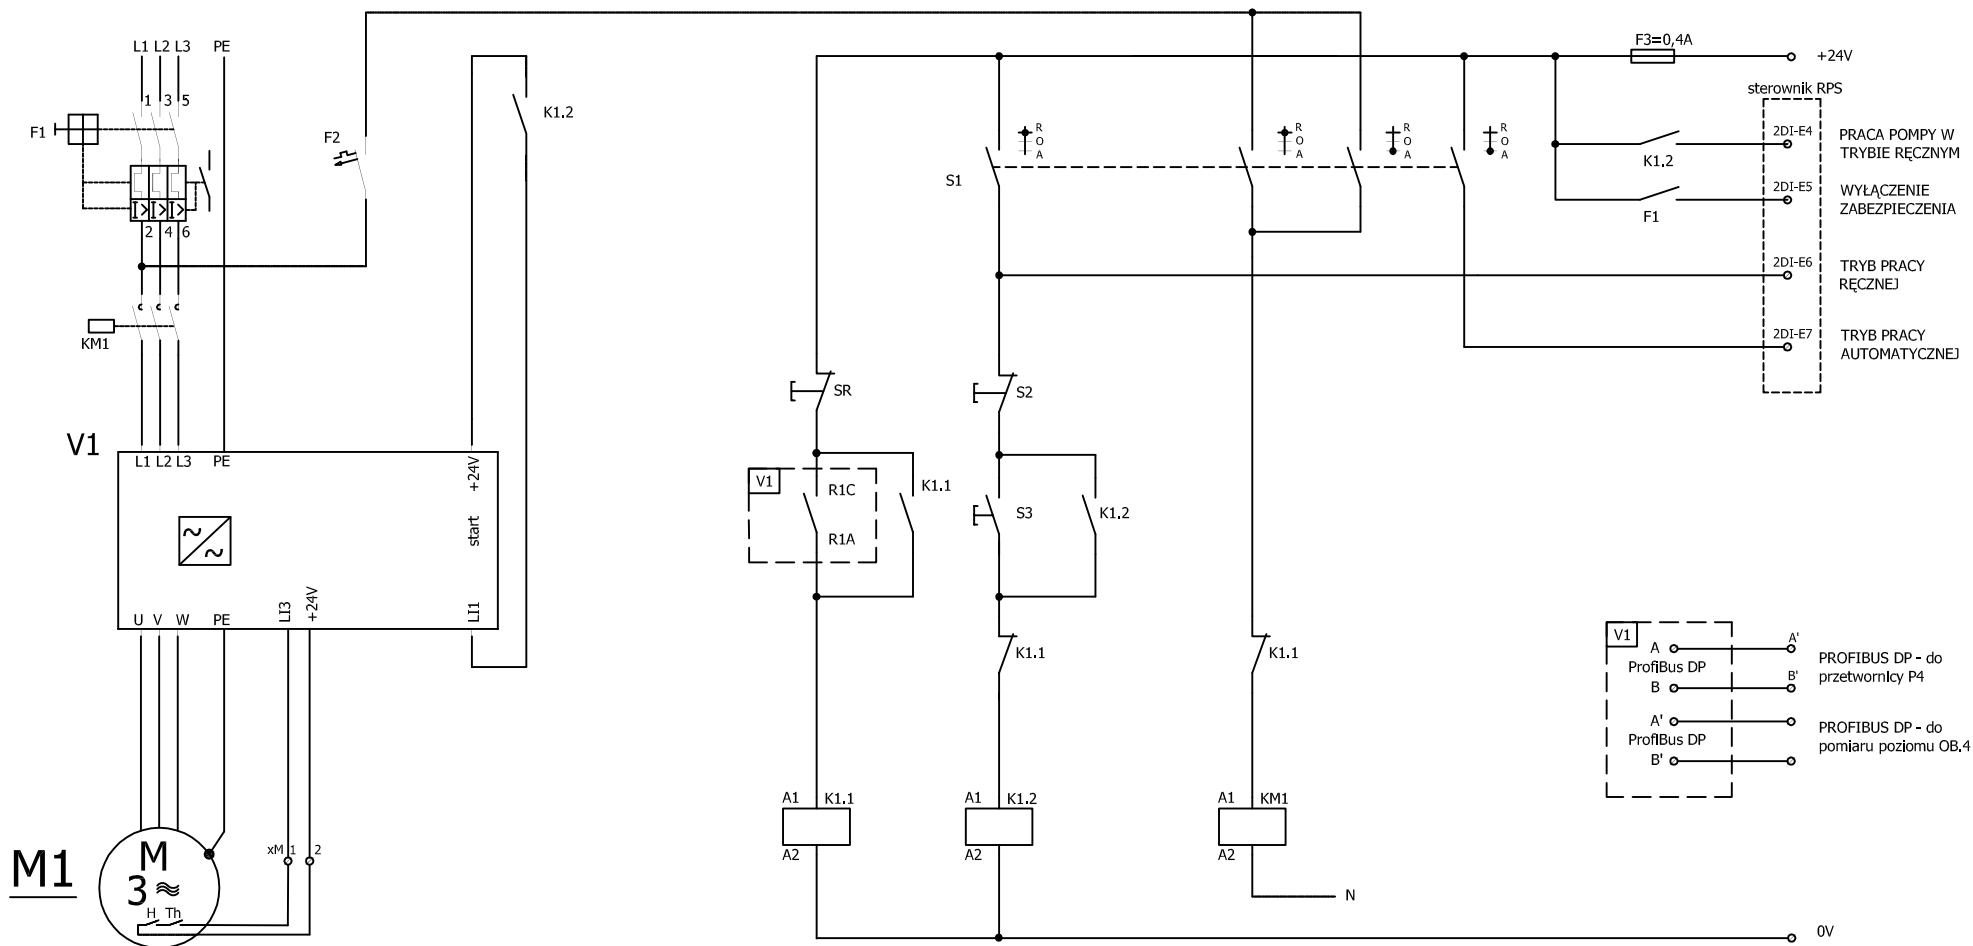 L1 L2 L3 PE
1 3 5
F1
2 4 6
KM1
F2
K1.2
V1
L1 L2 L3 PE
+24V
start
LI1
~
~
U V W PE
LI3
+24V
xM 1 2
M1
M
3
H Th
F3=0,4A
+24V
sterownik RPS
S1
R
O
A
R
O
A
R
O
A
R
O
A
K1.2
2DI-E4
PRACA POMPY W
TRYBIE RĘCZNYM
F1
2DI-E5
WYŁĄCZENIE
ZABEZPIECZENIA
2DI-E6
TRYB PRACY
RĘCZNEJ
2DI-E7
TRYB PRACY
AUTOMATYCZNEJ
SR
S2
V1
R1C
R1A
K1.1
S3
K1.2
K1.1
K1.1
A1 K1.1
A2
A1 K1.2
A2
A1 KM1
A2
N
0V
V1
A
A'
ProfiBus DP
B
B'
PROFIBUS DP - do
przetwornicy P4
A'
ProfiBus DP
B'
PROFIBUS DP - do
pomiaru poziomu OB.4